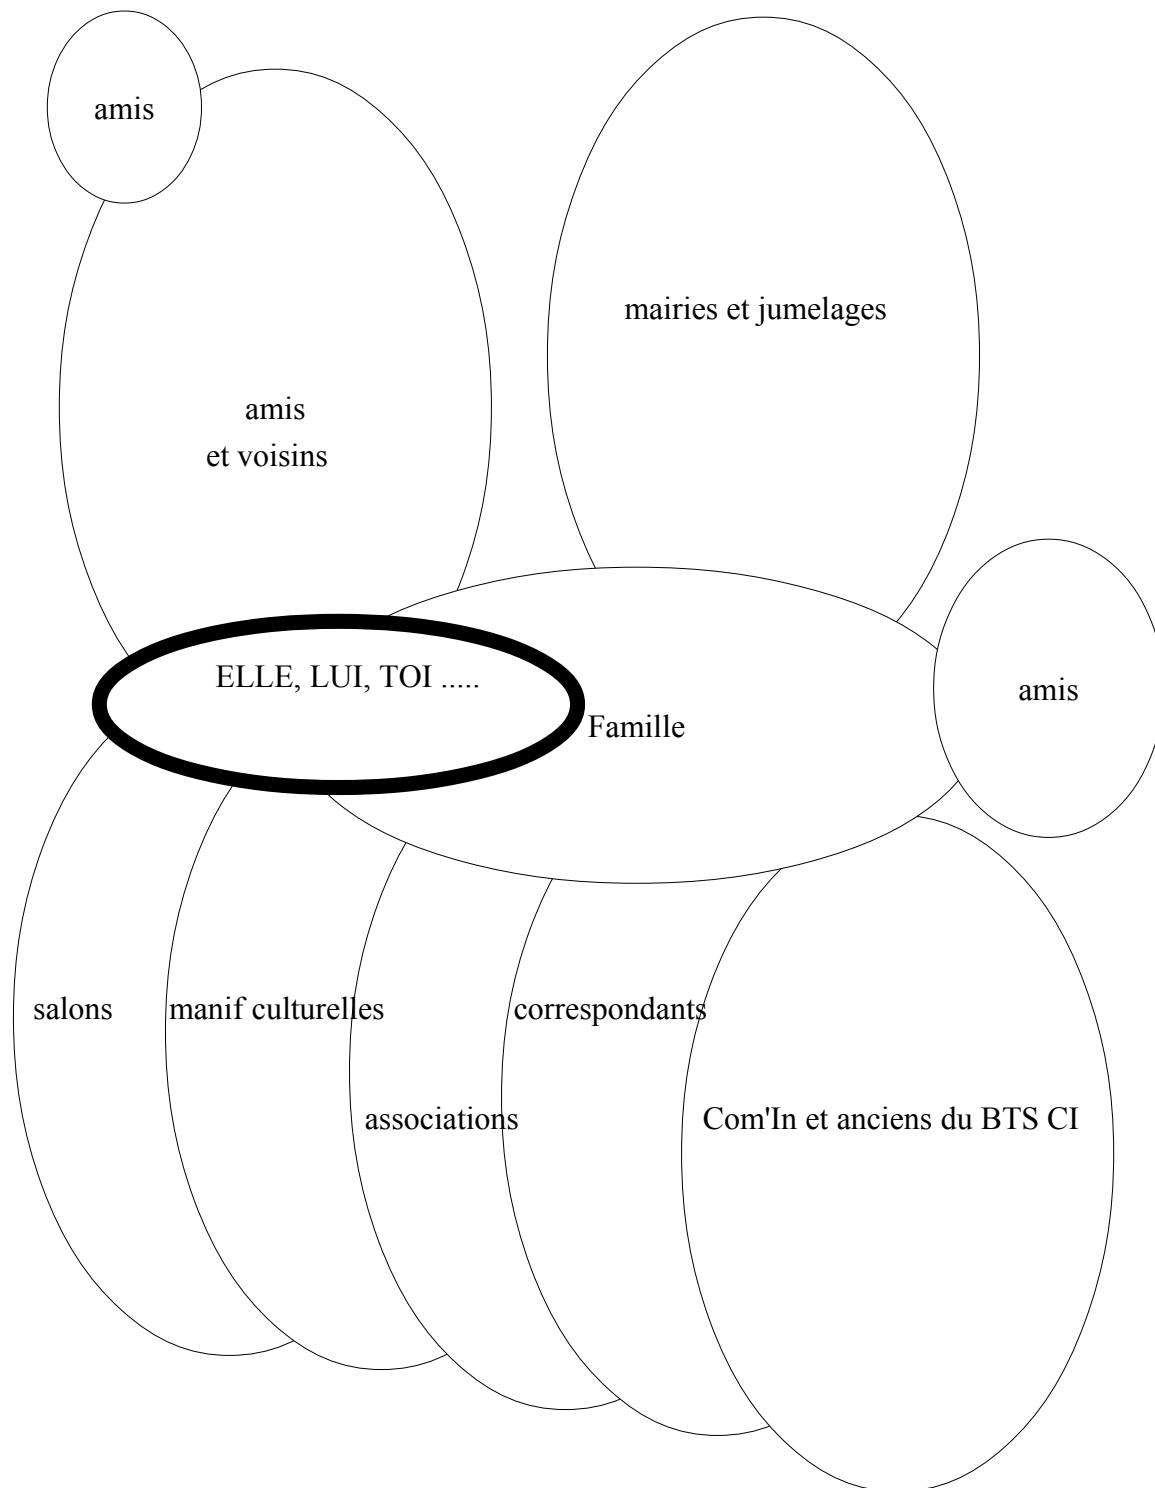 amis
mairies et jumelages
amis
et voisins
ELLE, LUI, TOI .....
amis
Famille
salons
manif culturelles
correspondants
associations
Com'In et anciens du BTS CI